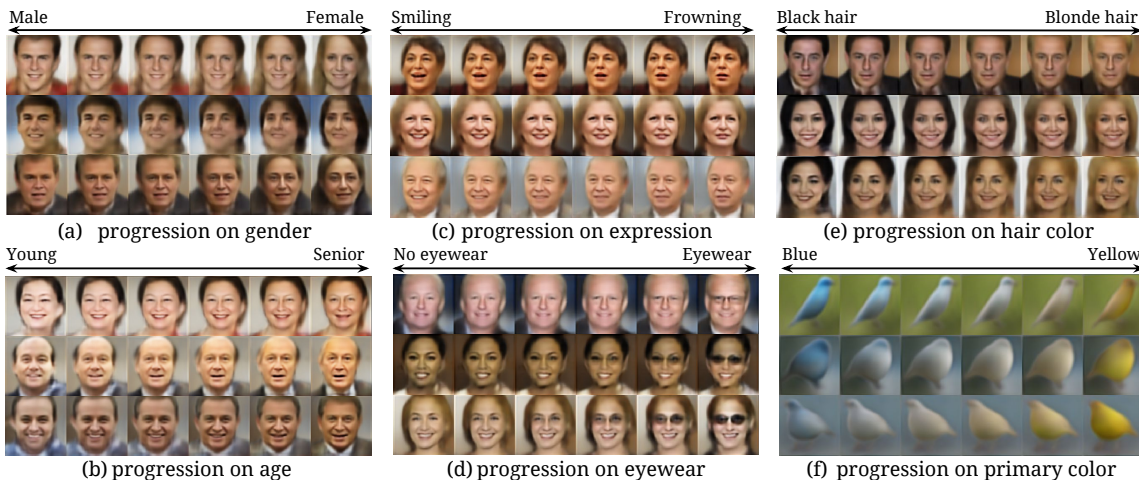 Male Female
Smiling Frowning
Black hair Blonde hair
(a) progression on gender
(c) progression on expression
(e) progression on hair color
Young Senior
No eyewear Eyewear
Blue Yellow
(b) progression on age
(d) progression on eyewear
(f) progression on primary color